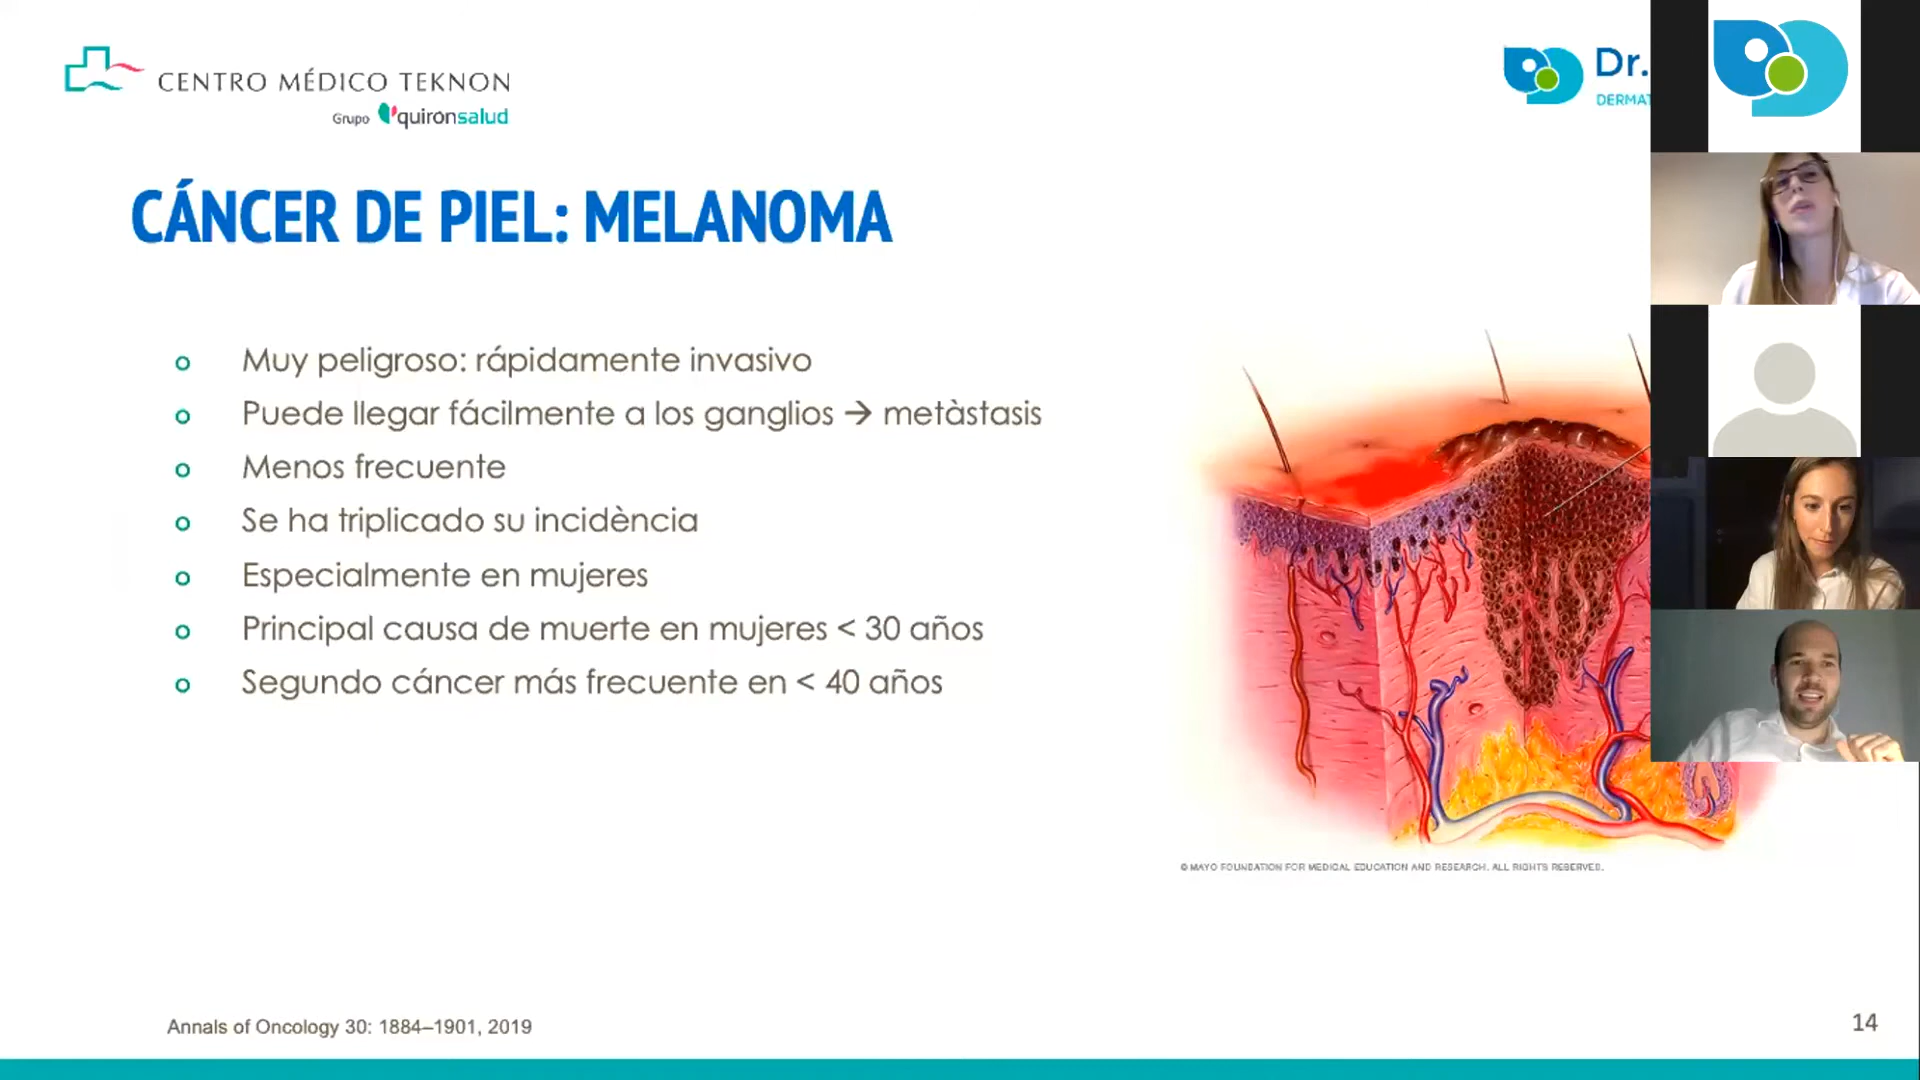 CENTRO MÉDICO TEKNON
Grupo quirónsalud
Dr.
CÁNCER DE PIEL: MELANOMA
Muy peligroso: rápidamente invasivo
Puede llegar fácilmente a los ganglios → metàstasis
Menos frecuente
Se ha triplicado su incidència
Especialmente en mujeres
Principal causa de muerte en mujeres < 30 años
Segundo cáncer más frecuente en < 40 años
© MAYO FOUNDATION FOR MEDICAL EDUCATION AND RESEARCH. ALL RIGHTS RESERVED.
Annals of Oncology 30: 1884–1901, 2019
14